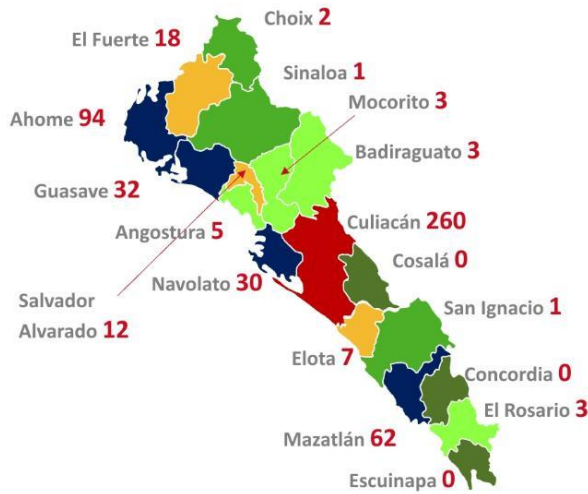 Choix 2
El Fuerte 18
Sinaloa 1
Mocorito 3
Ahome 94
Badiraguato 3
Guasave 32
Culiacán 260
Angostura 5
Cosalá 0
Navolato 30
Salvador
Alvarado 12
San Ignacio 1
Elota 7
Concordia 0
El Rosario 3
Mazatlán 62
Escuinapa 0